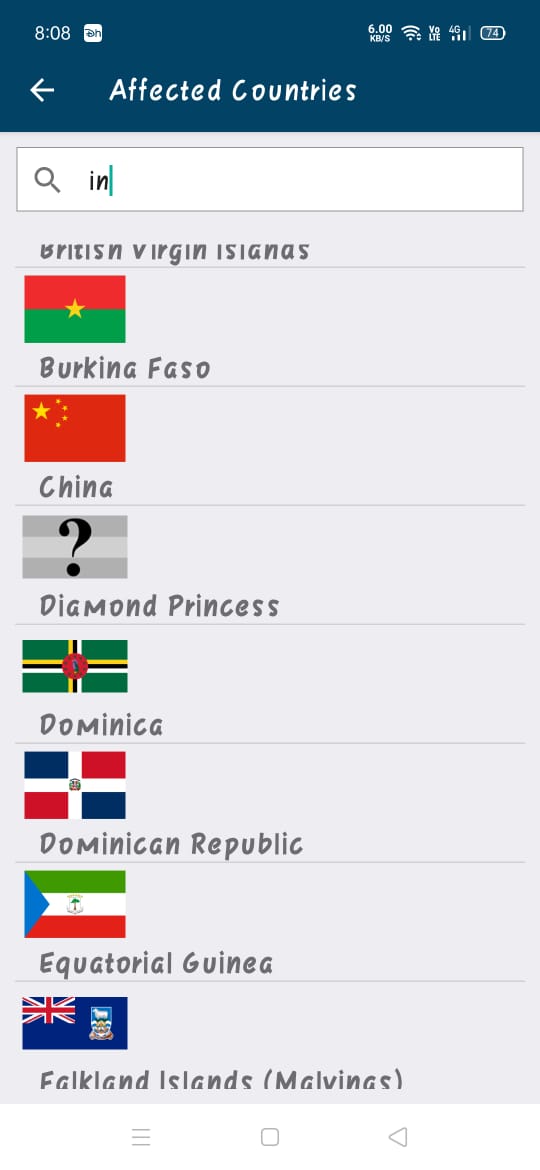 8:08
6.00 KB/S
Vo LTE
4G
74
Affected Countries
in
British Virgin Islands
Burkina Faso
China
?
Diamond Princess
Dominica
Dominican Republic
Equatorial Guinea
Falkland Islands (Malvinas)